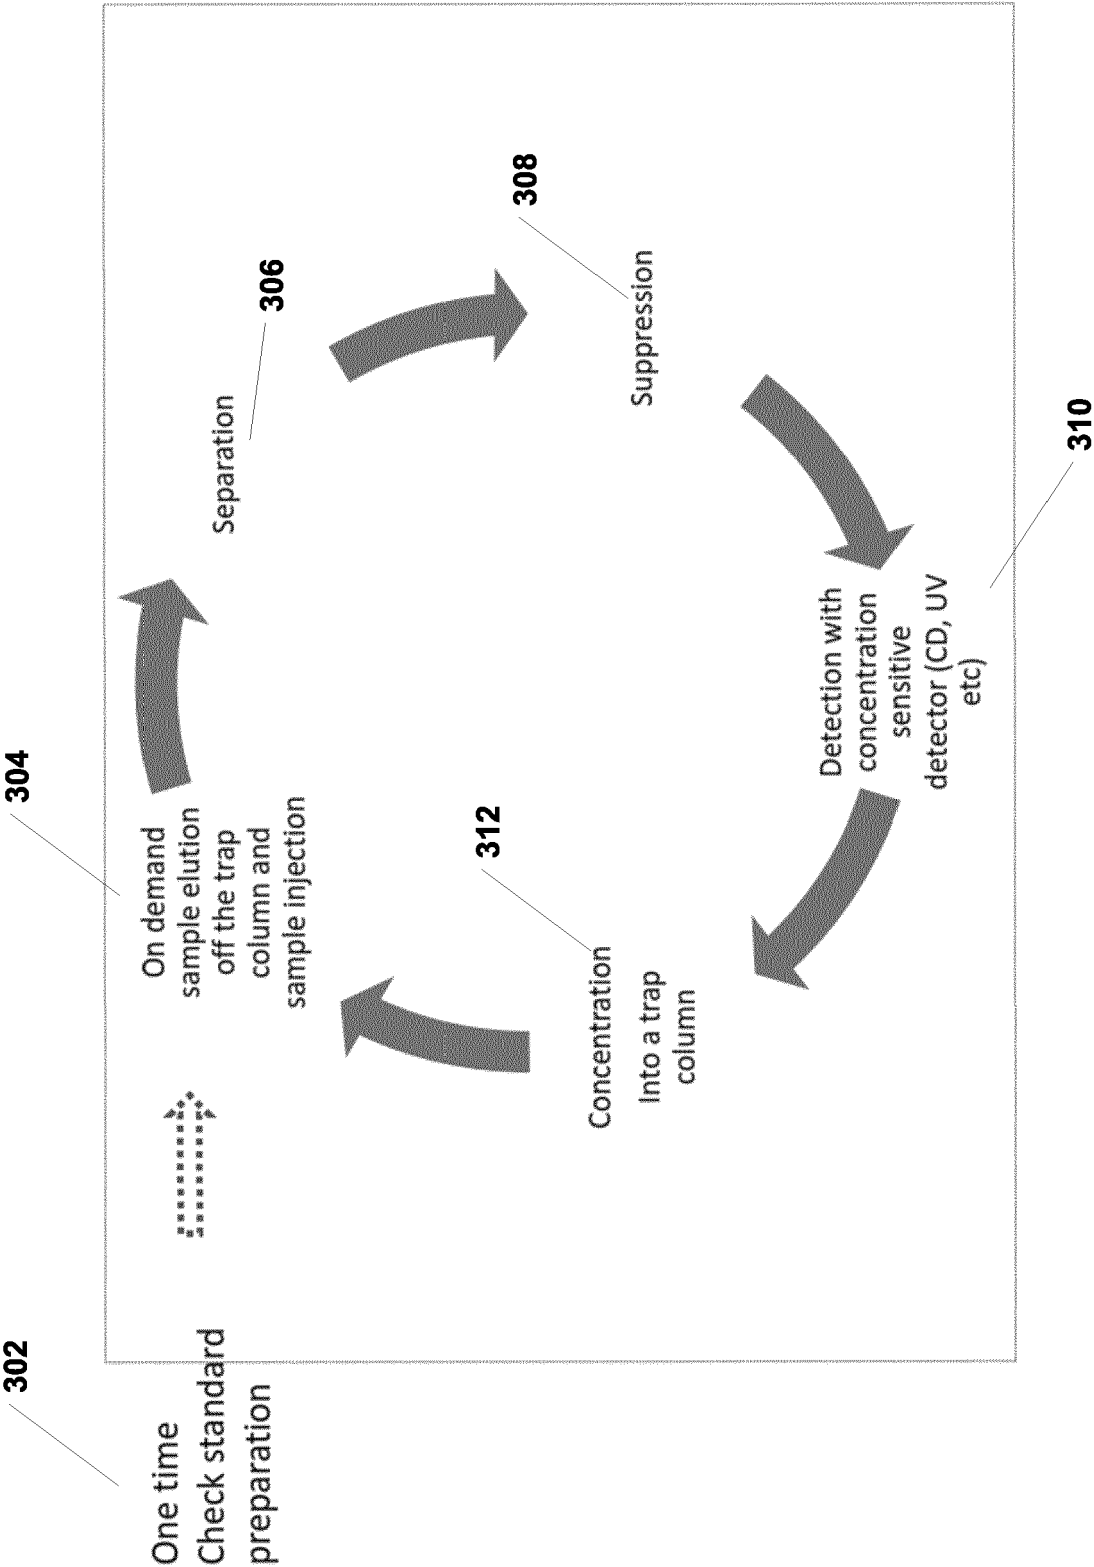 302
One time
Check standard
preparation
304
On demand
sample elution
off the trap
column and
sample injection
306
Separation
308
Suppression
310
Detection with
concentration
sensitive
detector (CD, UV
etc)
312
Concentration
Into a trap
column